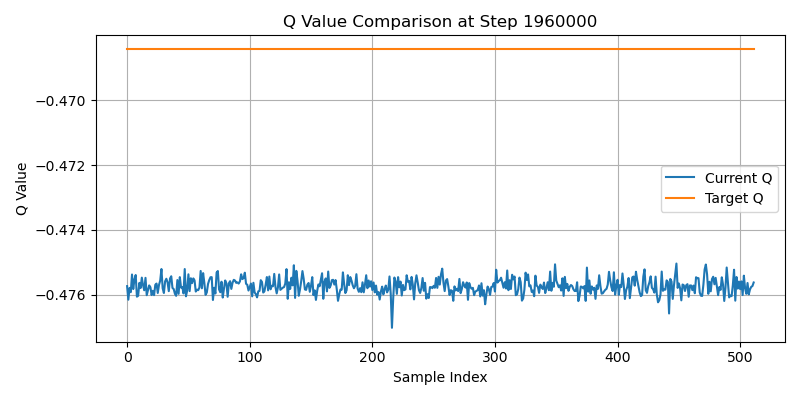 Q Value Comparison at Step 1960000
Q Value
−0.470
−0.472
−0.474
−0.476
Current Q
Target Q
0
100
200
300
400
500
Sample Index